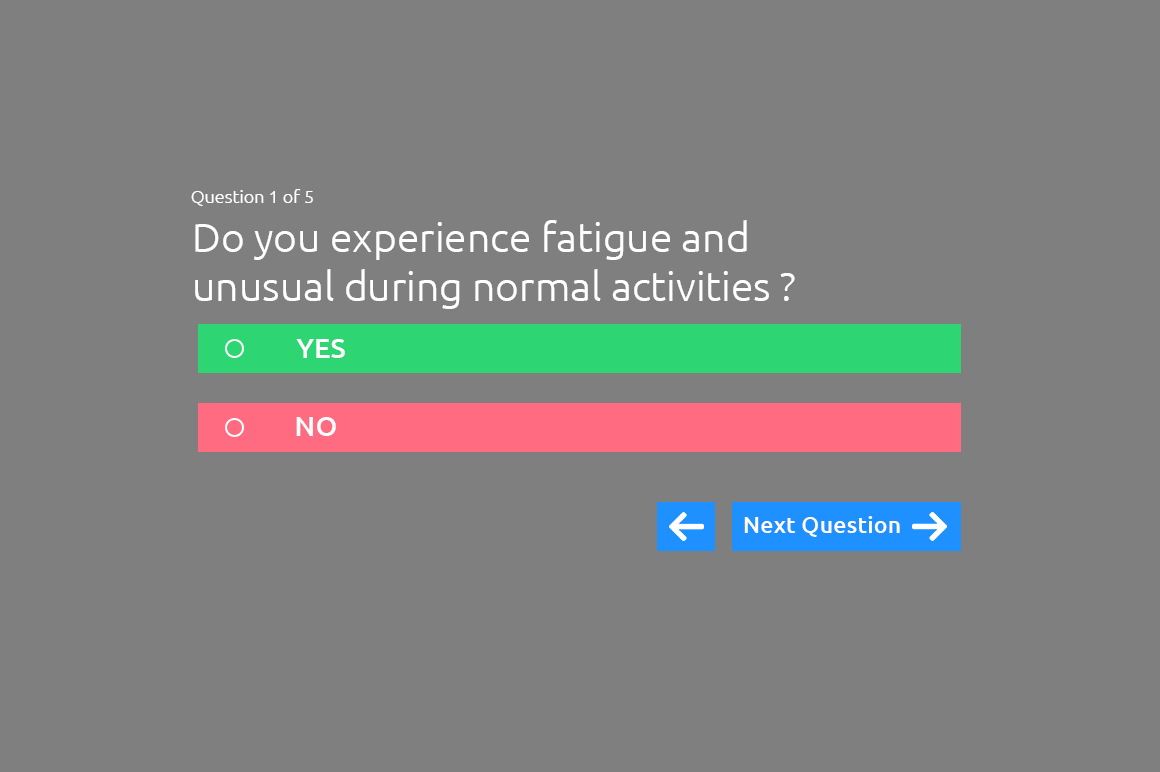 Question 1 of 5
Do you experience fatigue and
unusual during normal activities ?
YES
NO
Next Question